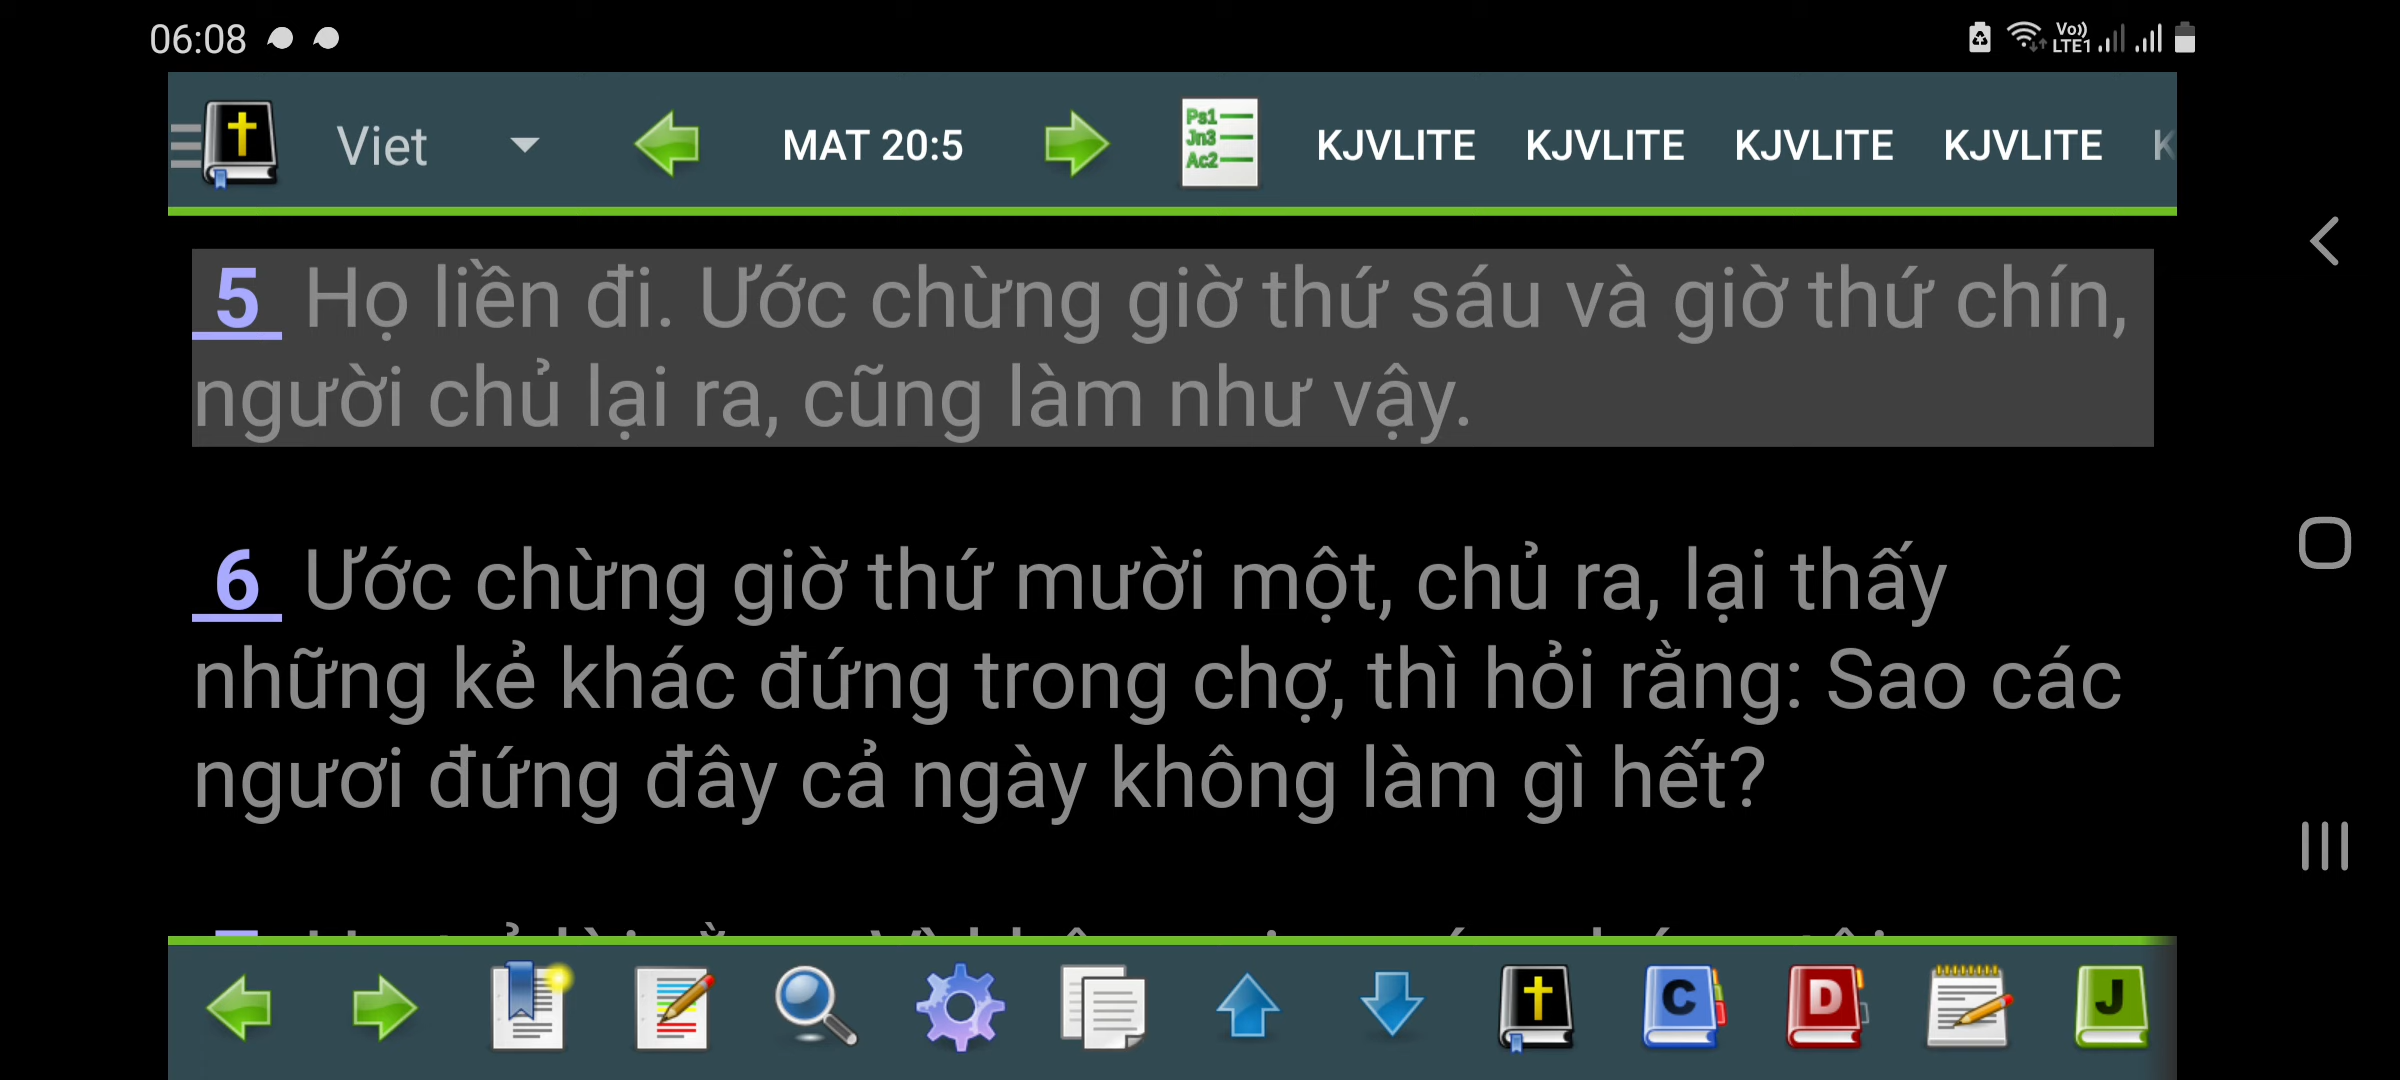 06:08 Vo)) LTE1
Viet MAT 20:5 Ps1 Jn3 Ac2 KJVLITE KJVLITE KJVLITE KJVLITE K
5 Họ liền đi. Ước chừng giờ thứ sáu và giờ thứ chín,
người chủ lại ra, cũng làm như vậy.
6 Ước chừng giờ thứ mười một, chủ ra, lại thấy
những kẻ khác đứng trong chợ, thì hỏi rằng: Sao các
ngươi đứng đây cả ngày không làm gì hết?
C D J